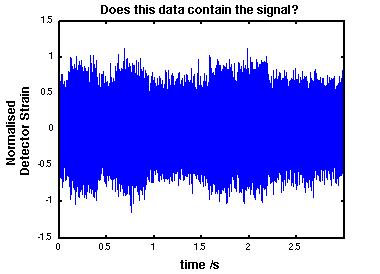 Does this data contain the signal?
1.5
1
0.5
0
-0.5
-1
-1.5
Normalised
Detector Strain
0 0.5 1 1.5 2 2.5
time /s